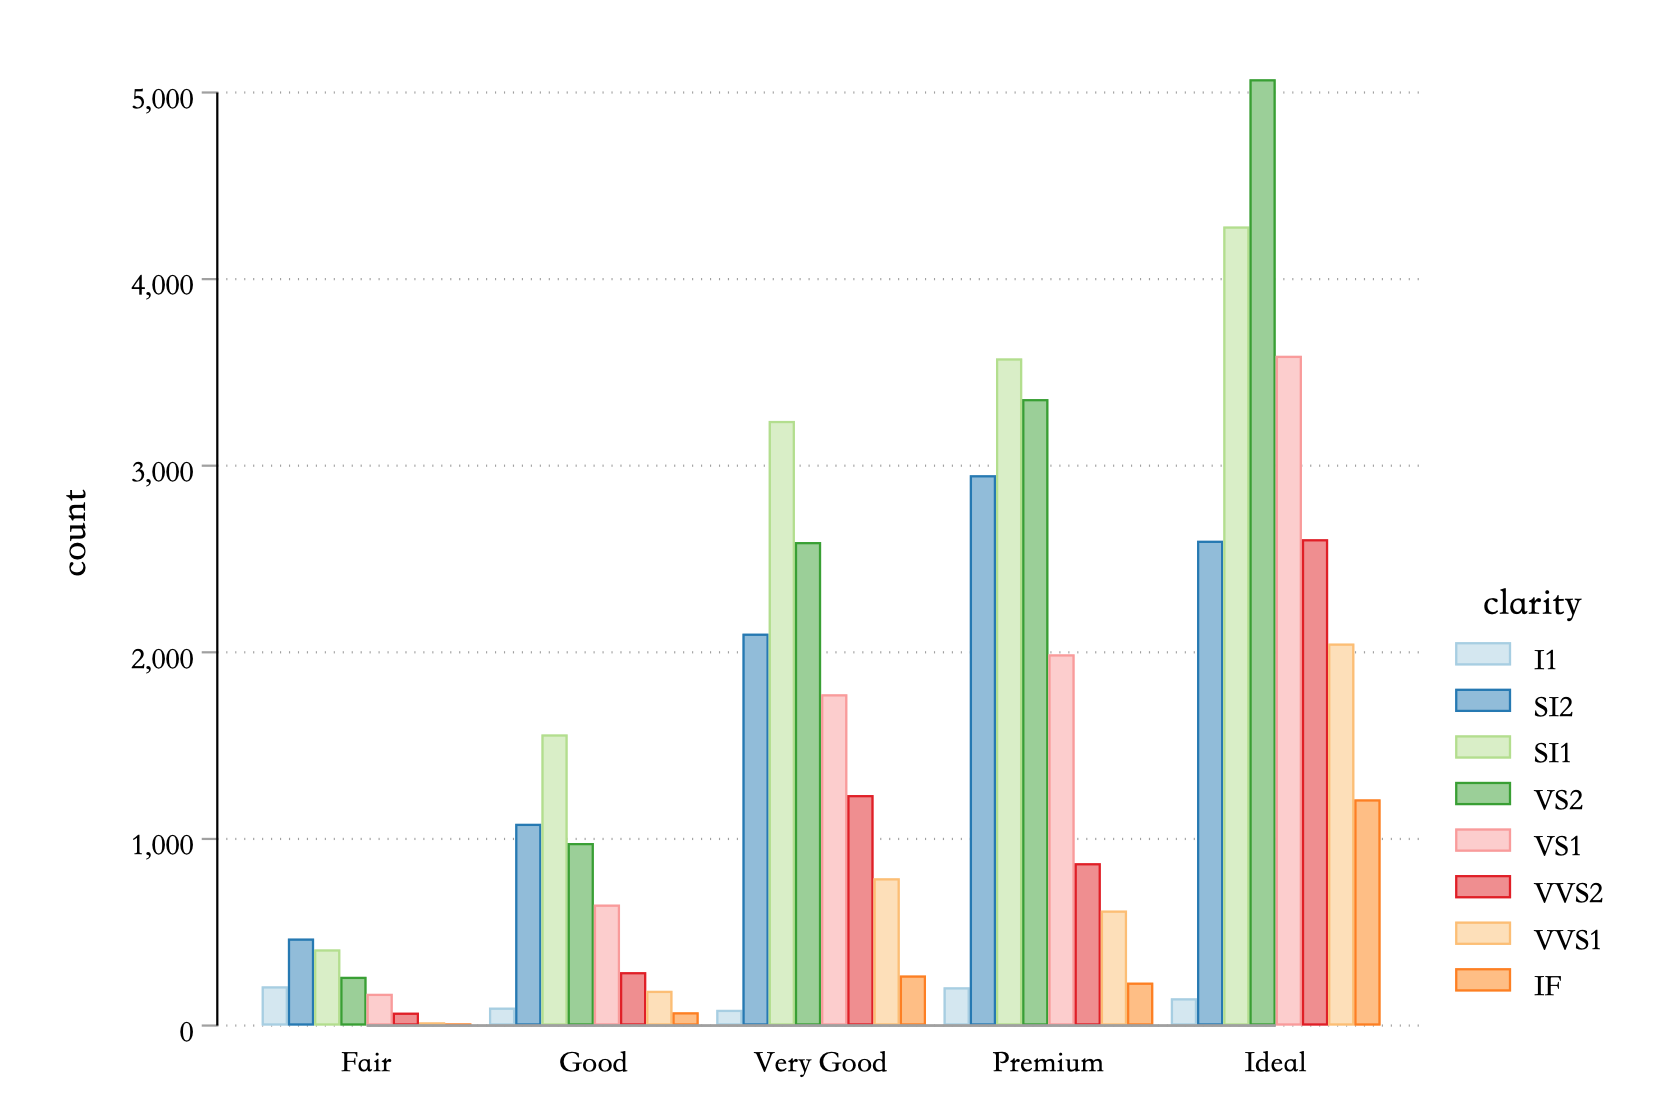 5,000
4,000
3,000
2,000
1,000
0
count
Fair
Good
Very Good
Premium
Ideal
clarity
I1
SI2
SI1
VS2
VS1
VVS2
VVS1
IF